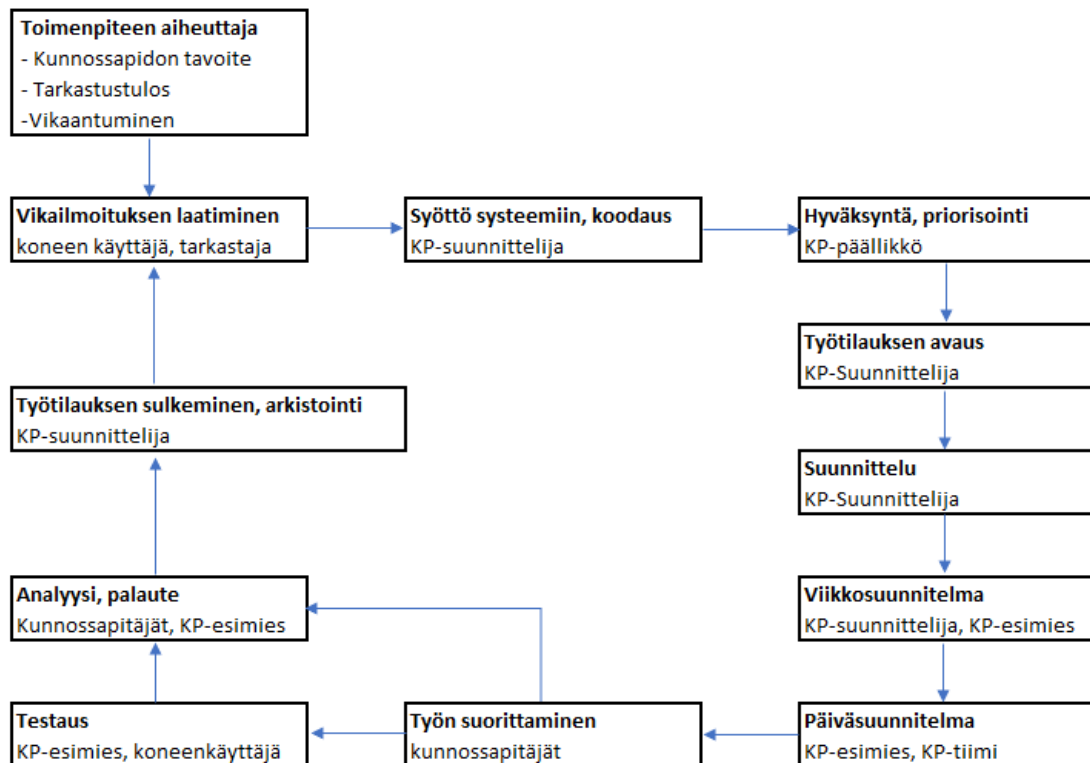 Toimenpiteen aiheuttaja
- Kunnossapidon tavoite
- Tarkastustulos
-Vikaantuminen
Vikailmoituksen laatiminen
koneen käyttäjä, tarkastaja
Syöttö systeemiin, koodaus
KP-suunnittelija
Hyväksyntä, priorisointi
KP-päällikkö
Työtilauksen avaus
KP-Suunnittelija
Työtilauksen sulkeminen, arkistointi
KP-suunnittelija
Suunnittelu
KP-Suunnittelija
Analyysi, palaute
Kunnossapitäjät, KP-esimies
Viikkosuunnitelma
KP-suunnittelija, KP-esimies
Testaus
KP-esimies, koneenkäyttäjä
Työn suorittaminen
kunnossapitäjät
Päiväsuunnitelma
KP-esimies, KP-tiimi